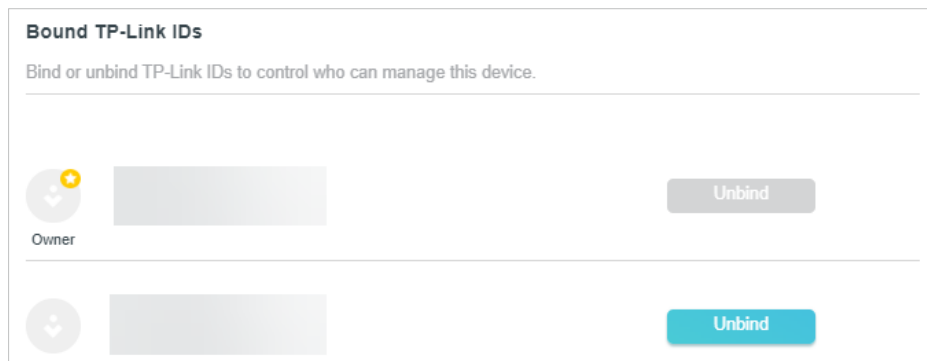 Bound TP-Link IDs
Bind or unbind TP-Link IDs to control who can manage this device.
Unbind
Owner
Unbind